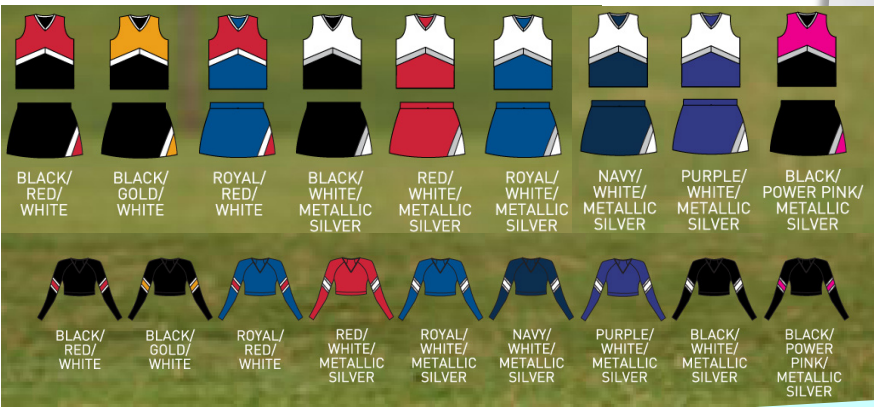 BLACK/
RED/
WHITE
BLACK/
GOLD/
WHITE
ROYAL/
RED/
WHITE
BLACK/
WHITE/
METALLIC
SILVER
RED/
WHITE/
METALLIC
SILVER
ROYAL/
WHITE/
METALLIC
SILVER
NAVY/
WHITE/
METALLIC
SILVER
PURPLE/
WHITE/
METALLIC
SILVER
BLACK/
POWER PINK/
METALLIC
SILVER
BLACK/
RED/
WHITE
BLACK/
GOLD/
WHITE
ROYAL/
RED/
WHITE
RED/
WHITE/
METALLIC
SILVER
ROYAL/
WHITE/
METALLIC
SILVER
NAVY/
WHITE/
METALLIC
SILVER
PURPLE/
WHITE/
METALLIC
SILVER
BLACK/
WHITE/
METALLIC
SILVER
BLACK/
POWER
PINK/
METALLIC
SILVER